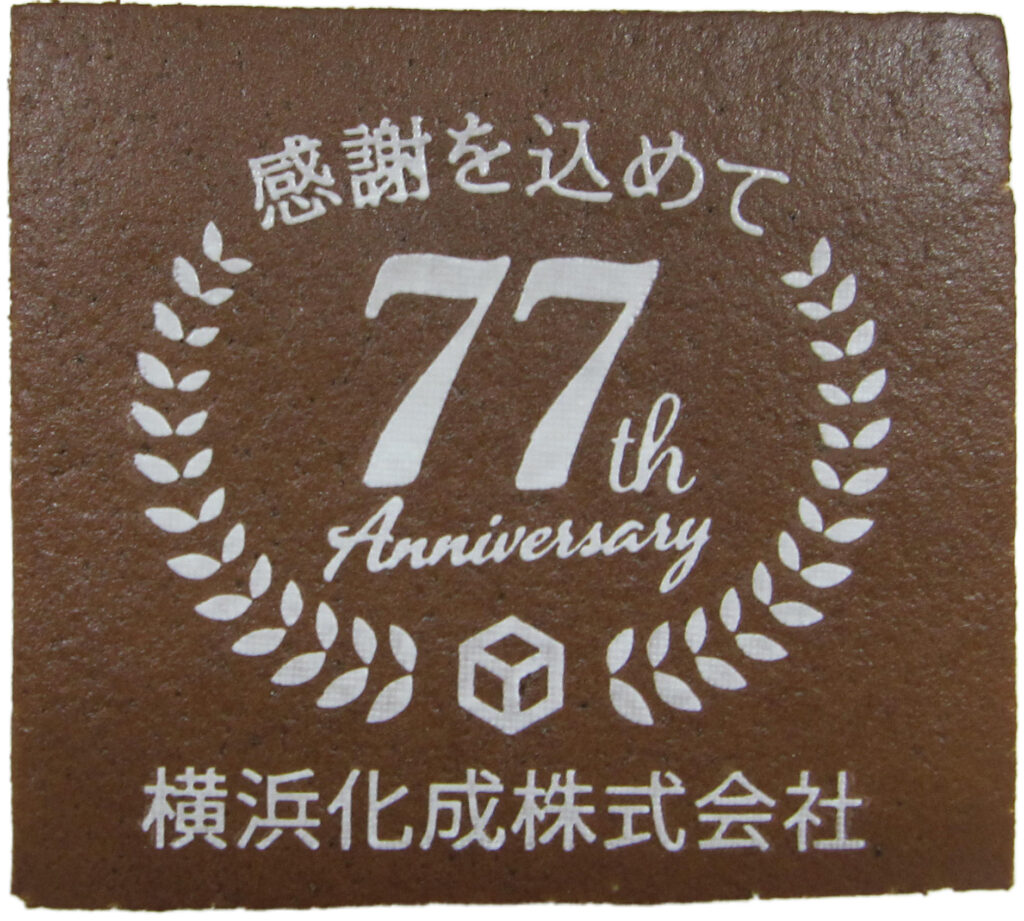 感謝を込めて
77th
Anniversary
横浜化成株式会社